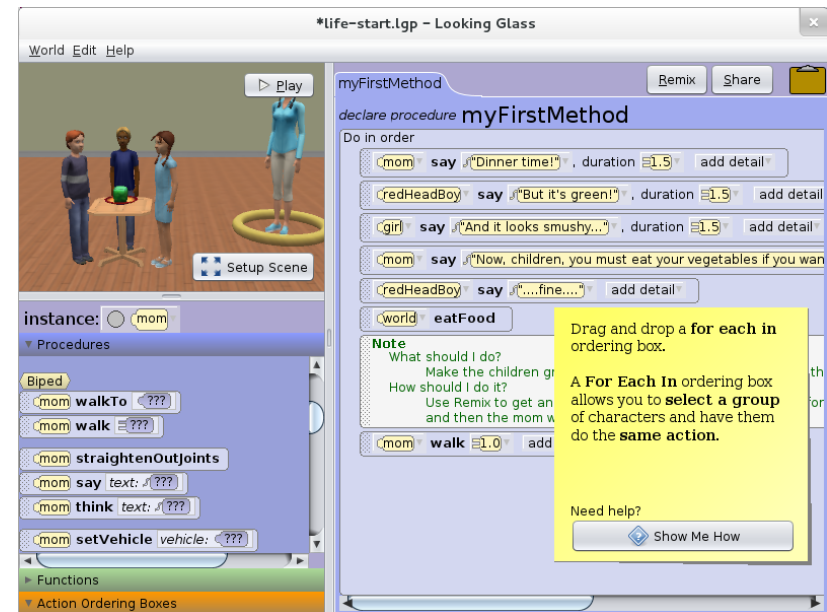 *life-start.lgp – Looking Glass
World Edit Help
Play
Setup Scene
myFirstMethod
Remix
Share
declare procedure myFirstMethod
Do in order
mom say "Dinner time!" , duration 1.5 add detail
redHeadBoy say "But it's green!" , duration 1.5 add detail
girl say "And it looks smushy..." , duration 1.5 add detail
mom say "Now, children, you must eat your vegetables if you wan
redHeadBoy say "....fine...." add detail
world eatFood
Note
What should I do?
Make the children gr
How should I do it?
Use Remix to get an
and then the mom w
mom walk 1.0 add
Drag and drop a for each in
ordering box.
A For Each In ordering box
allows you to select a group
of characters and have them
do the same action.
Need help?
Show Me How
instance: mom
Procedures
Biped
mom walkTo ???
mom walk ???
mom straightenOutJoints
mom say text: ???
mom think text: ???
mom setVehicle vehicle: ???
Functions
Action Ordering Boxes